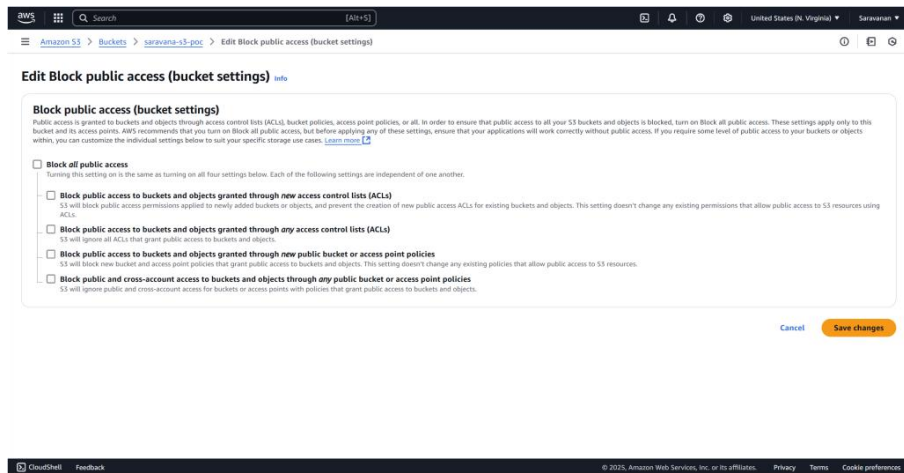 aws
Search
[Alt+S]
United States (N. Virginia)
Saravanan
Amazon S3 > Buckets > saravana-s3-poc > Edit Block public access (bucket settings)
Edit Block public access (bucket settings) Info
Block public access (bucket settings)
Public access is granted to buckets and objects through access control lists (ACLs), bucket policies, access point policies, or all. In order to ensure that public access to all your S3 buckets and objects is blocked, turn on Block all public access. These settings apply only to this
bucket and its access points. AWS recommends that you turn on Block all public access, but before applying any of these settings, ensure that your applications will work correctly without public access. If you require some level of public access to your buckets or objects
within, you can customize the individual settings below to suit your specific storage use cases. Learn more
Block all public access
Turning this setting on is the same as turning on all four settings below. Each of the following settings are independent of one another.
Block public access to buckets and objects granted through new access control lists (ACLs)
S3 will block public access permissions applied to newly added buckets or objects, and prevent the creation of new public access ACLs for existing buckets and objects. This setting doesn't change any existing permissions that allow public access to S3 resources using
ACLs.
Block public access to buckets and objects granted through any access control lists (ACLs)
S3 will ignore all ACLs that grant public access to buckets and objects.
Block public access to buckets and objects granted through new public bucket or access point policies
S3 will block new bucket and access point policies that grant public access to buckets and objects. This setting doesn't change any existing policies that allow public access to S3 resources.
Block public and cross-account access to buckets and objects through any public bucket or access point policies
S3 will ignore public and cross-account access for buckets or access points with policies that grant public access to buckets and objects.
Cancel
Save changes
CloudShell Feedback
© 2025, Amazon Web Services, Inc. or its affiliates. Privacy Terms Cookie preferences